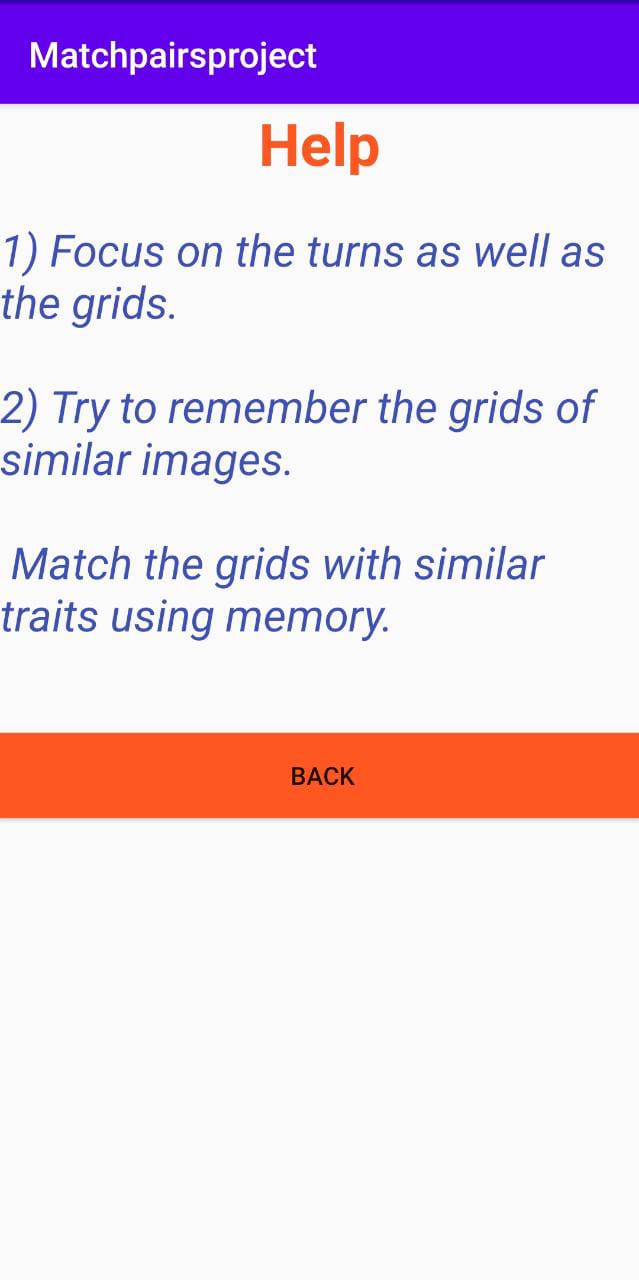 Matchpairsproject
Help
1) Focus on the turns as well as
the grids.
2) Try to remember the grids of
similar images.
Match the grids with similar
traits using memory.
BACK